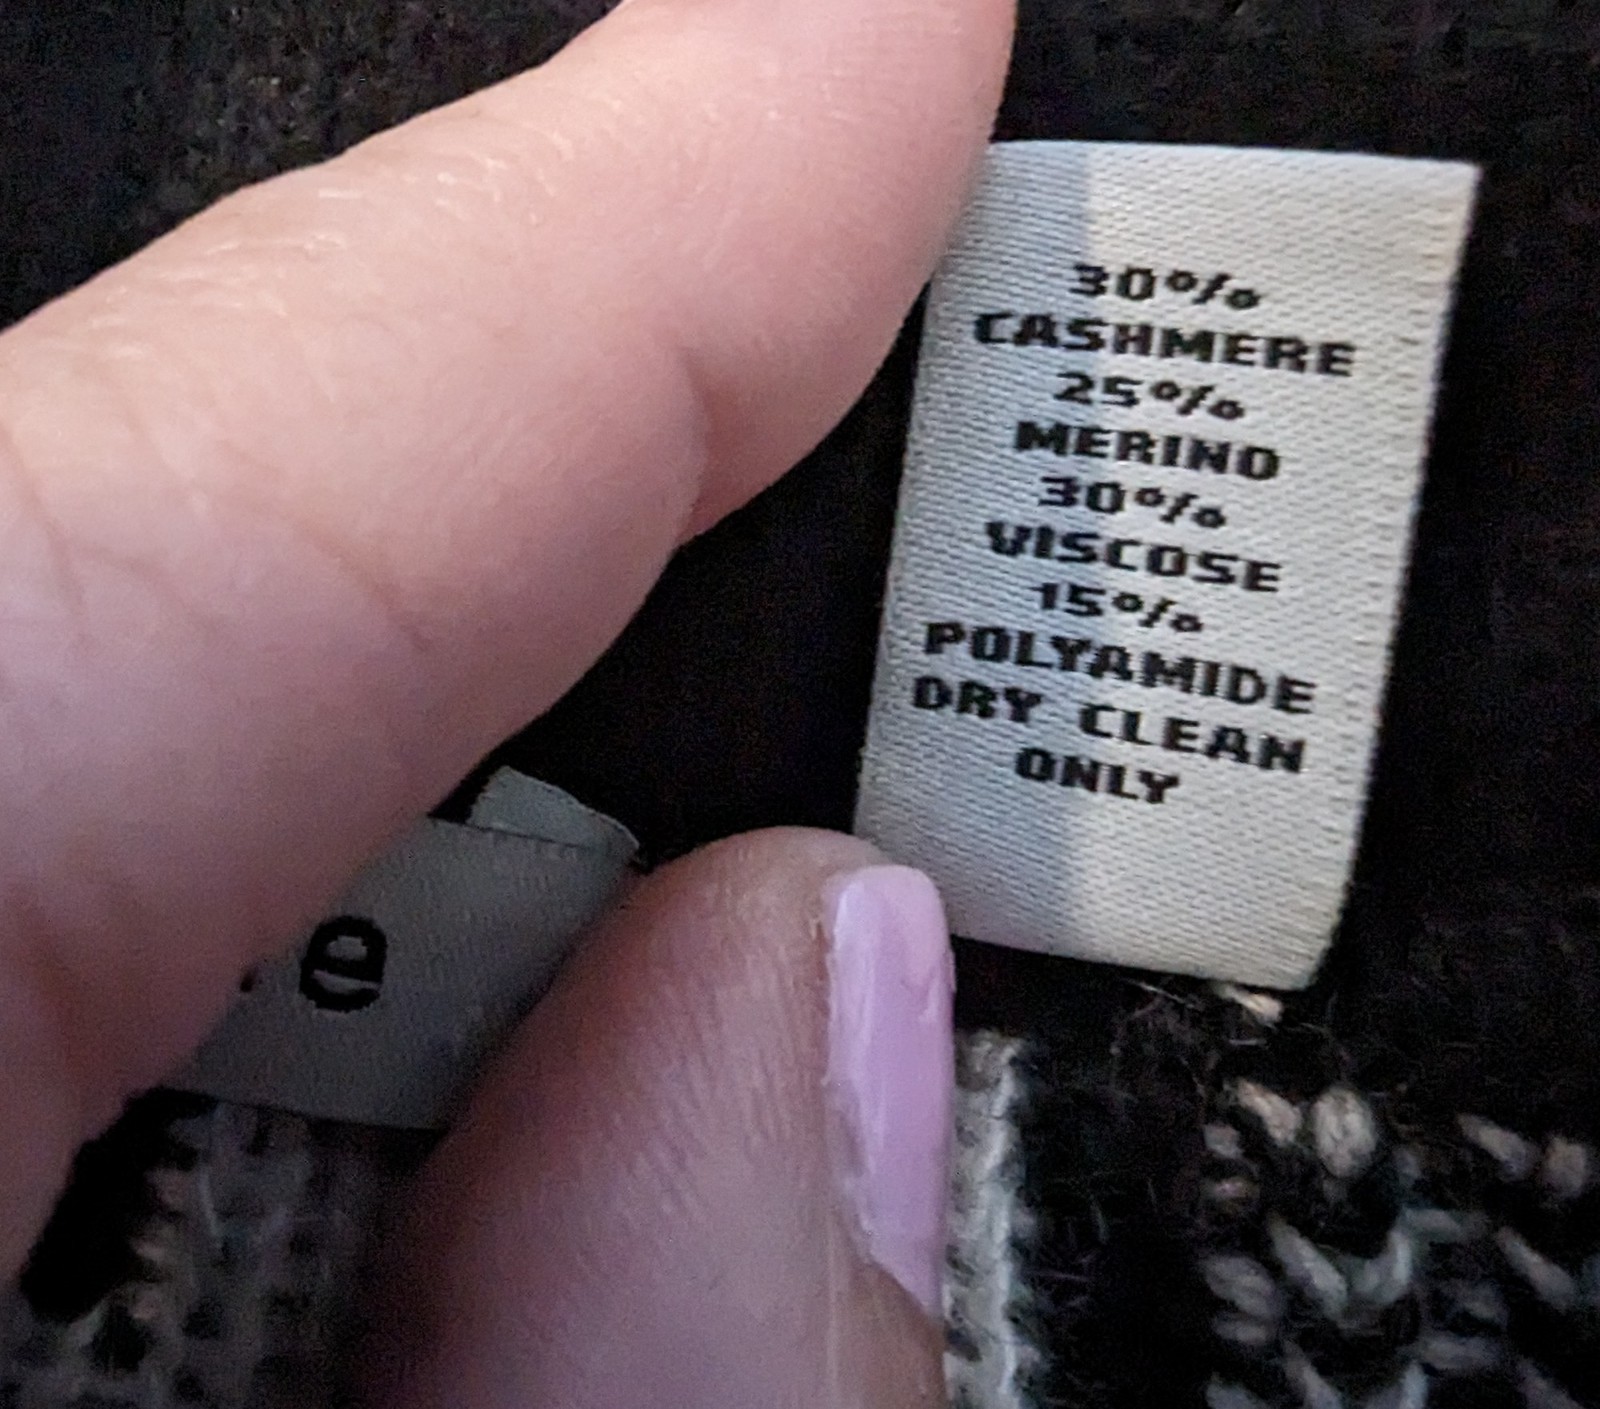 30%
CASHMERE
25%
MERINO
30%
VISCOSE
15%
POLYAMIDE
DRY CLEAN
ONLY
e